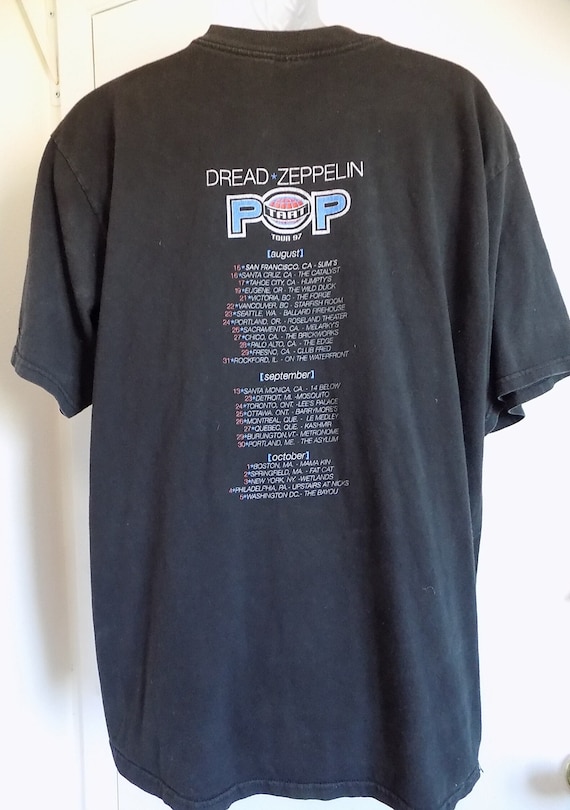 DREAD*ZEPPELIN
POP
TART
TOUR 97
[august]
15*SAN FRANCISCO, CA - SLIM'S
16*SANTA CRUZ, CA - THE CATALYST
17*TAHOE CITY, CA - HUMPTY'S
19*EUGENE, OR - THE WILD DUCK
21*VICTORIA, BC - THE FORGE
22*VANCOUVER, BC - STARFISH ROOM
23*SEATTLE, WA. - BALLARD FIREHOUSE
24*PORTLAND, OR. - ROSELAND THEATER
26*SACRAMENTO, CA - MELARKY'S
27*CHICO, CA. - THE BRICKWORKS
28*PALO ALTO, CA - THE EDGE
29*FRESNO, CA - CLUB FRED
31*ROCKFORD, IL. - ON THE WATERFRONT
[september]
13*SANTA MONICA, CA. - 14 BELOW
23*DETROIT, MI. -MOSQUITO
24*TORONTO, ONT. -LEE'S PALACE
25*OTTAWA, ONT. - BARRYMORE'S
26*MONTREAL, QUE. - LE MEDLEY
27*QUEBEC, QUE. - KASHMIR
29*BURLINGTON,VT.- METRONOME
30*PORTLAND, ME. - THE ASYLUM
[october]
1*BOSTON, MA. - MAMA KIN
2*SPRINGFIELD, MA. - FAT CAT
3*NEW YORK, NY. -WETLANDS
4*PHILADELPHIA, PA.- UPSTAIRS AT NICKS
5*WASHINGTON DC.- THE BAYOU